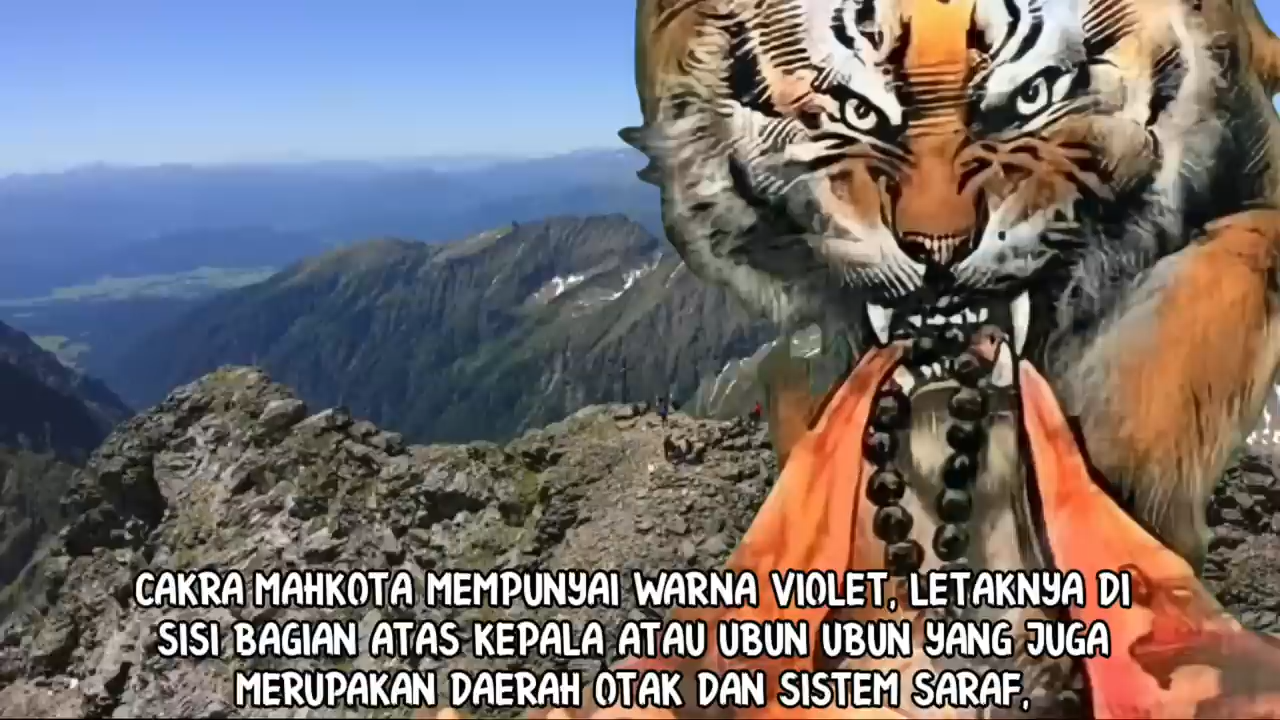 CAKRA MAHKOTA MEMPUNYAI WARNA VIOLET, LETAKNYA DI
SISI BAGIAN ATAS KEPALA ATAU UBUN UBUN YANG JUGA
MERUPAKAN DAERAH OTAK DAN SISTEM SARAF,